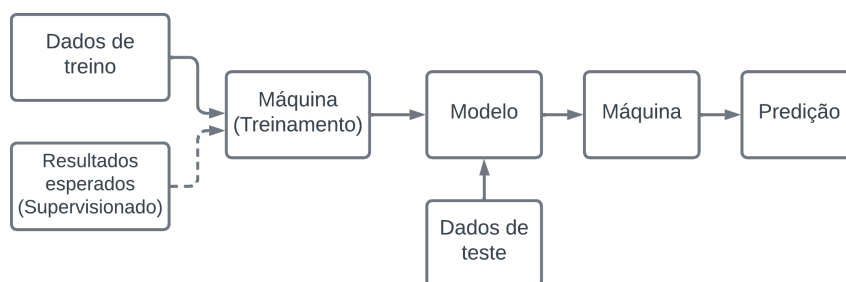 Dados de
treino
Resultados
esperados
(Supervisionado)
Máquina
(Treinamento)
Modelo
Máquina
Predição
Dados de
teste